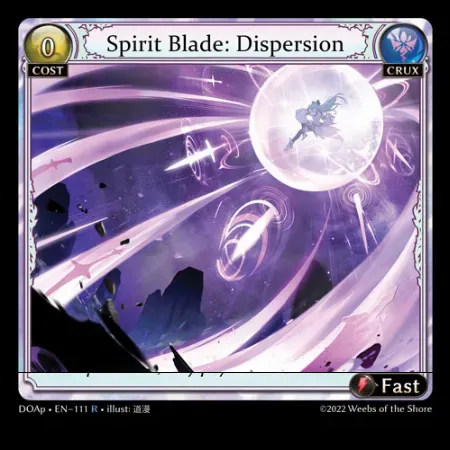 0
Spirit Blade: Dispersion
COST
CRUX
Fast
DOAp • EN-111 R • illust: 道漫
©2022 Weebs of the Shore